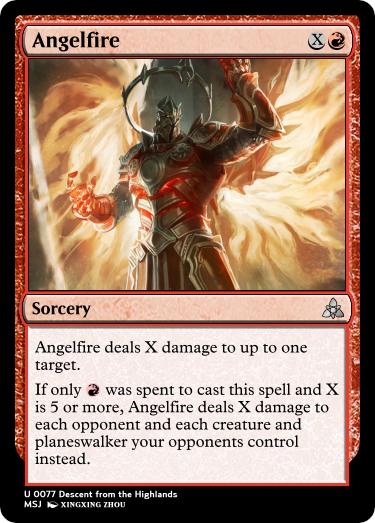 Angelfire X R
Sorcery
Angelfire deals X damage to up to one
target.
If only R was spent to cast this spell and X
is 5 or more, Angelfire deals X damage to
each opponent and each creature and
planeswalker your opponents control
instead.
U 0077 Descent from the Highlands
MSJ XINGXING ZHOU